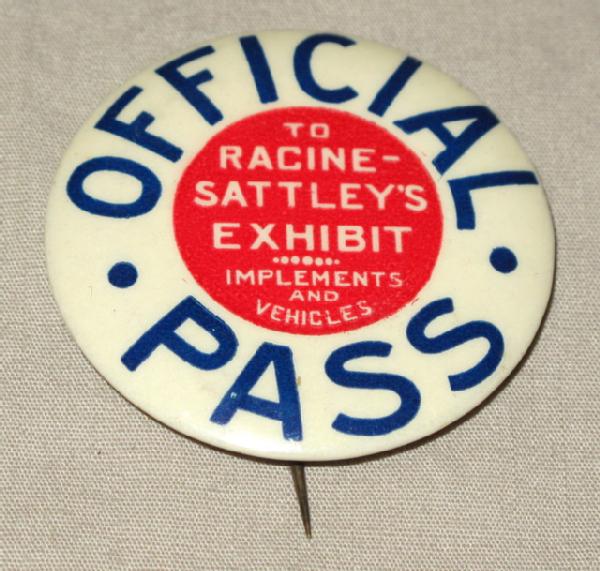 OFFICIAL
TO
RACINE-
SATTLEY'S
EXHIBIT
IMPLEMENTS
AND
VEHICLES
PASS